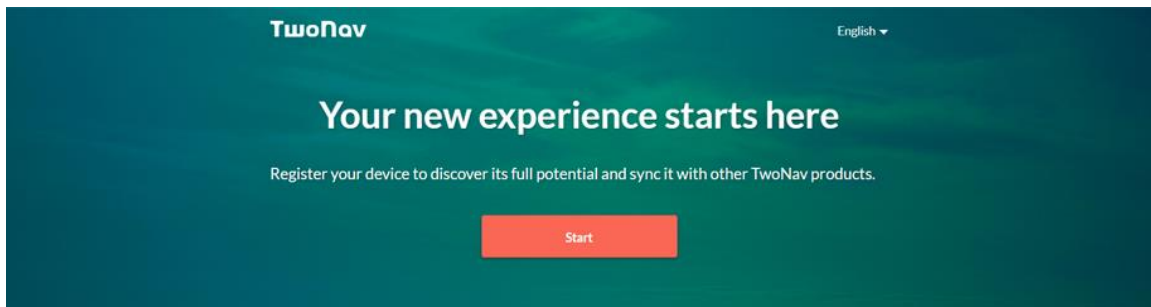 TwoNav
English
Your new experience starts here
Register your device to discover its full potential and sync it with other TwoNav products.
Start